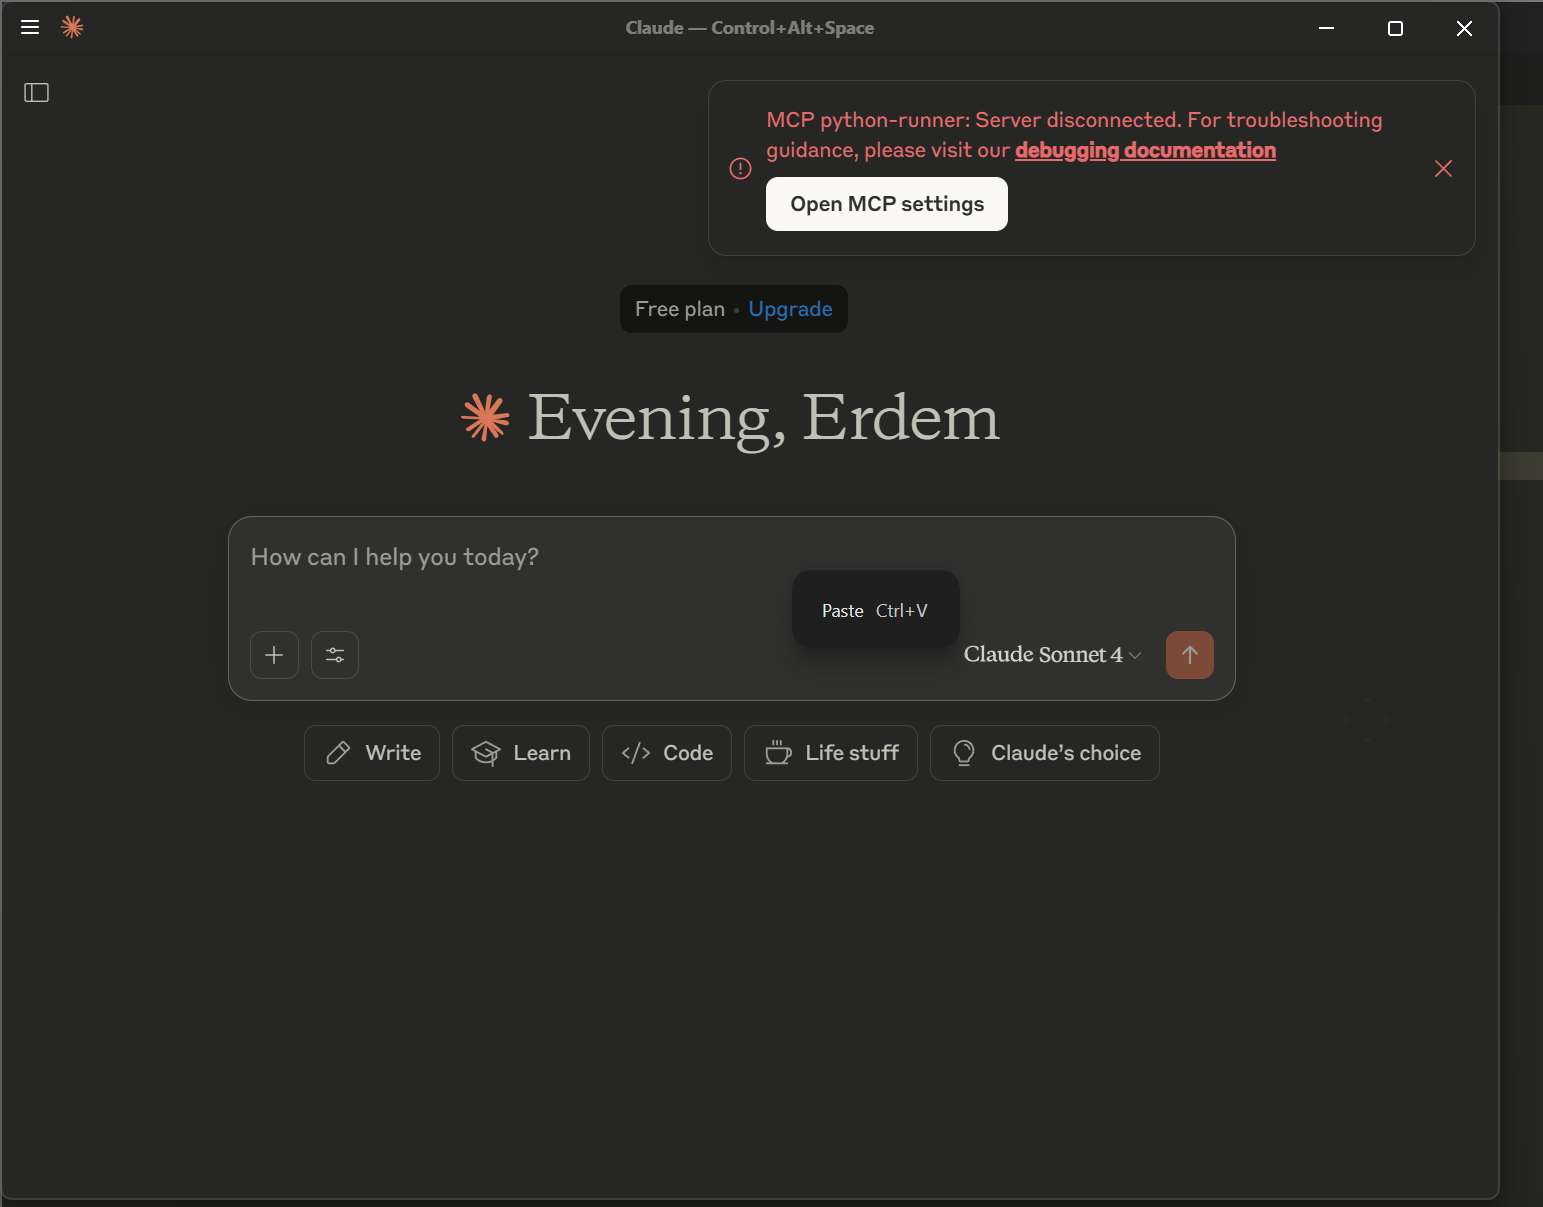 Claude — Control+Alt+Space
MCP python-runner: Server disconnected. For troubleshooting
guidance, please visit our debugging documentation
Open MCP settings
Free plan • Upgrade
Evening, Erdem
How can I help you today?
Paste Ctrl+V
Claude Sonnet 4
Write
Learn
Code
Life stuff
Claude’s choice